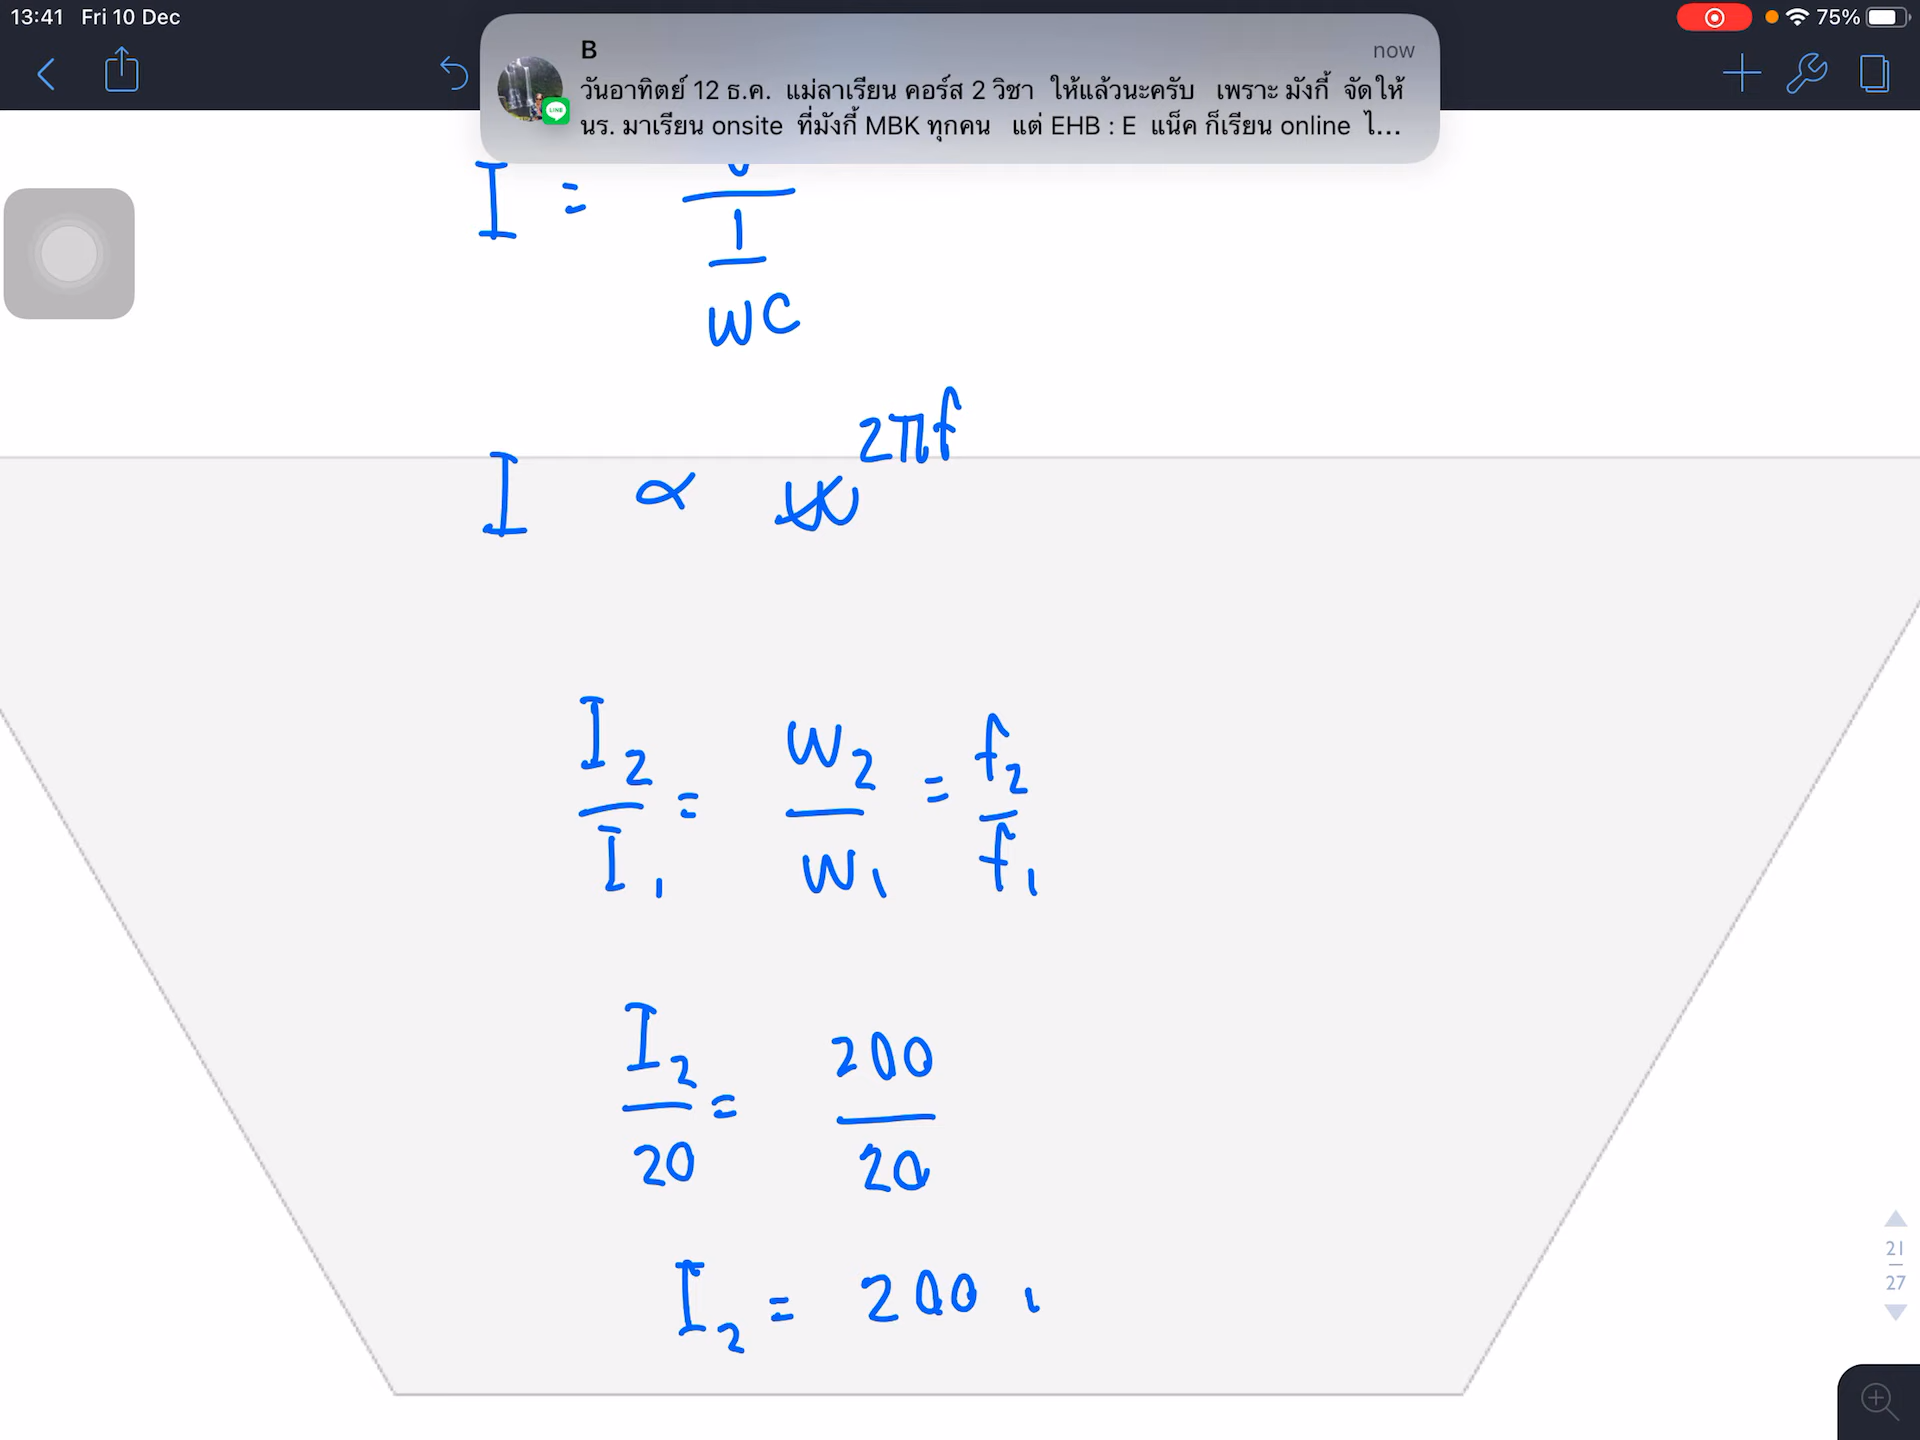 13:41 Fri 10 Dec
75%
B
now
วันอาทิตย์ 12 ธ.ค. แม่ลาเรียน คอร์ส 2 วิชา ให้แล้วนะครับ เพราะ มังกี้ จัดให้
นร. มาเรียน onsite ที่มังกี้ MBK ทุกคน แต่ EHB : E แน็ค ก็เรียน online ไ...
LINE
I =
1
WC
I ∝ W 2πf
I2 / I1 = W2 / W1 = f2 / f1
I2 / 20 = 200 / 20
I2 = 200
21
27